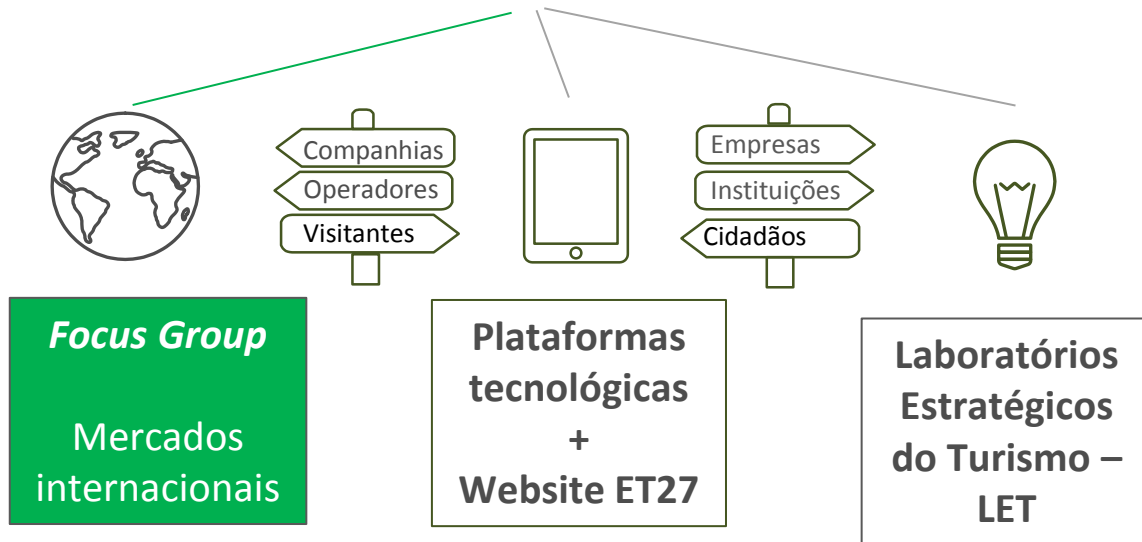 Companhias
Operadores
Visitantes
Empresas
Instituições
Cidadãos
Focus Group
Mercados
internacionais
Plataformas
tecnológicas
+
Website ET27
Laboratórios
Estratégicos
do Turismo –
LET